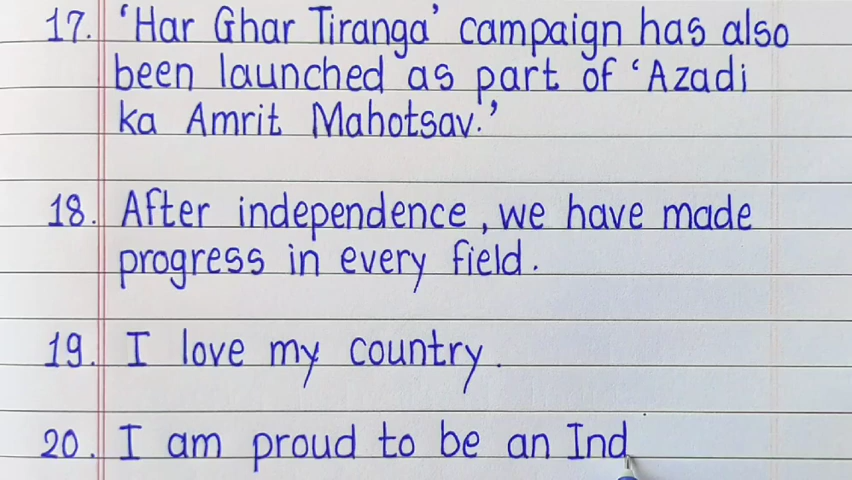 17. ‘Har Ghar Tiranga’ campaign has also
been launched as part of ‘Azadi
ka Amrit Mahotsav.’
18. After independence, we have made
progress in every field.
19. I love my country.
20. I am proud to be an Ind